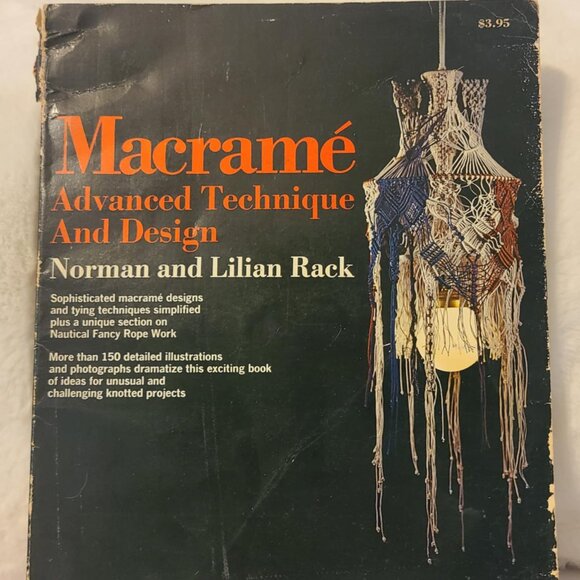 $3.95
Macramé
Advanced Technique
And Design
Norman and Lilian Rack
Sophisticated macramé designs
and tying techniques simplified
plus a unique section on
Nautical Fancy Rope Work
More than 150 detailed illustrations
and photographs dramatize this exciting book
of ideas for unusual and
challenging knotted projects